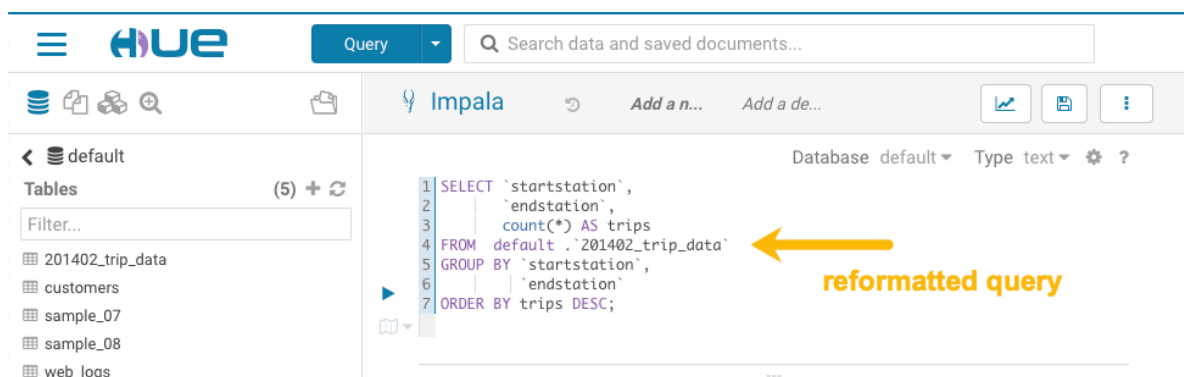 HUE
Query
Search data and saved documents...
Impala
Add a n...
Add a de...
default
Database default Type text ?
Tables (5)
Filter...
201402_trip_data
customers
sample_07
sample_08
web_logs
1 SELECT `startstation`,
2 `endstation`,
3 count(*) AS trips
4 FROM default .`201402_trip_data`
5 GROUP BY `startstation`,
6 `endstation`
7 ORDER BY trips DESC;
reformatted query